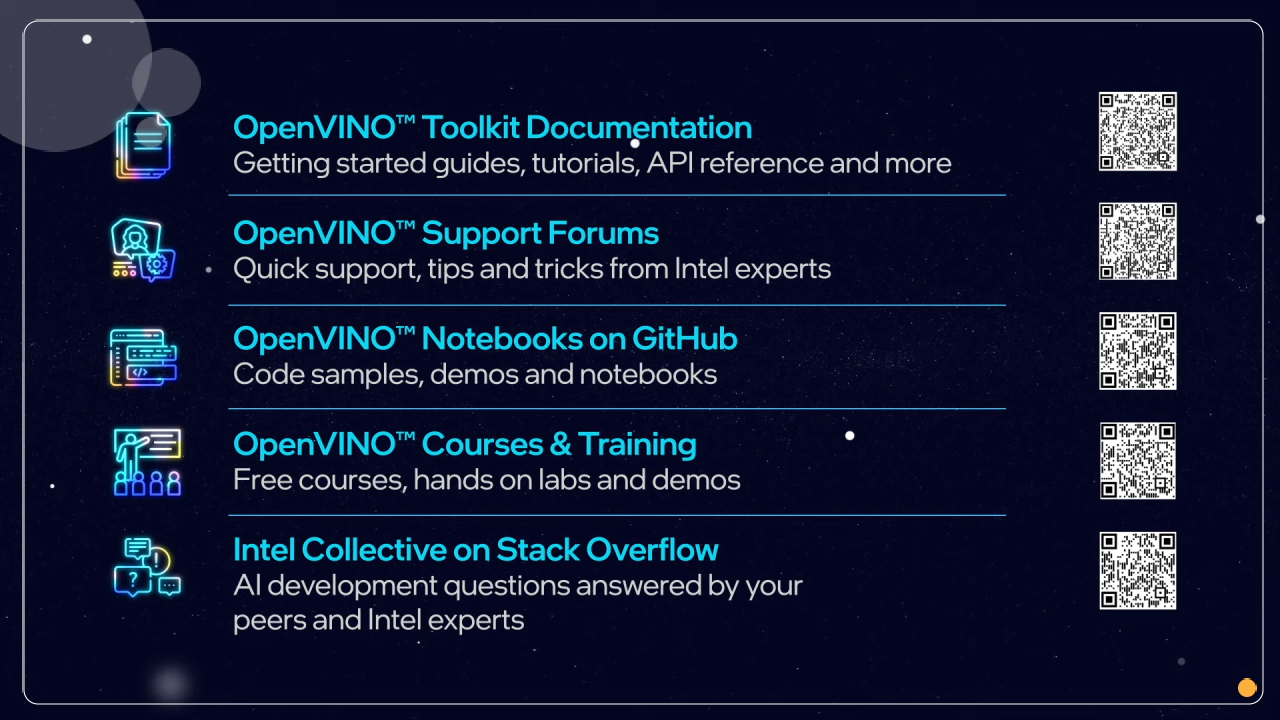 OpenVINO™ Toolkit Documentation
Getting started guides, tutorials, API reference and more
OpenVINO™ Support Forums
Quick support, tips and tricks from Intel experts
OpenVINO™ Notebooks on GitHub
Code samples, demos and notebooks
OpenVINO™ Courses & Training
Free courses, hands on labs and demos
Intel Collective on Stack Overflow
AI development questions answered by your
peers and Intel experts